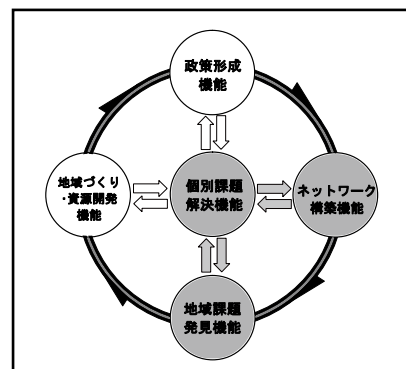 政策形成
機能
地域づくり
・資源開発
機能
個別課題
解決機能
ネットワーク
構築機能
地域課題
発見機能